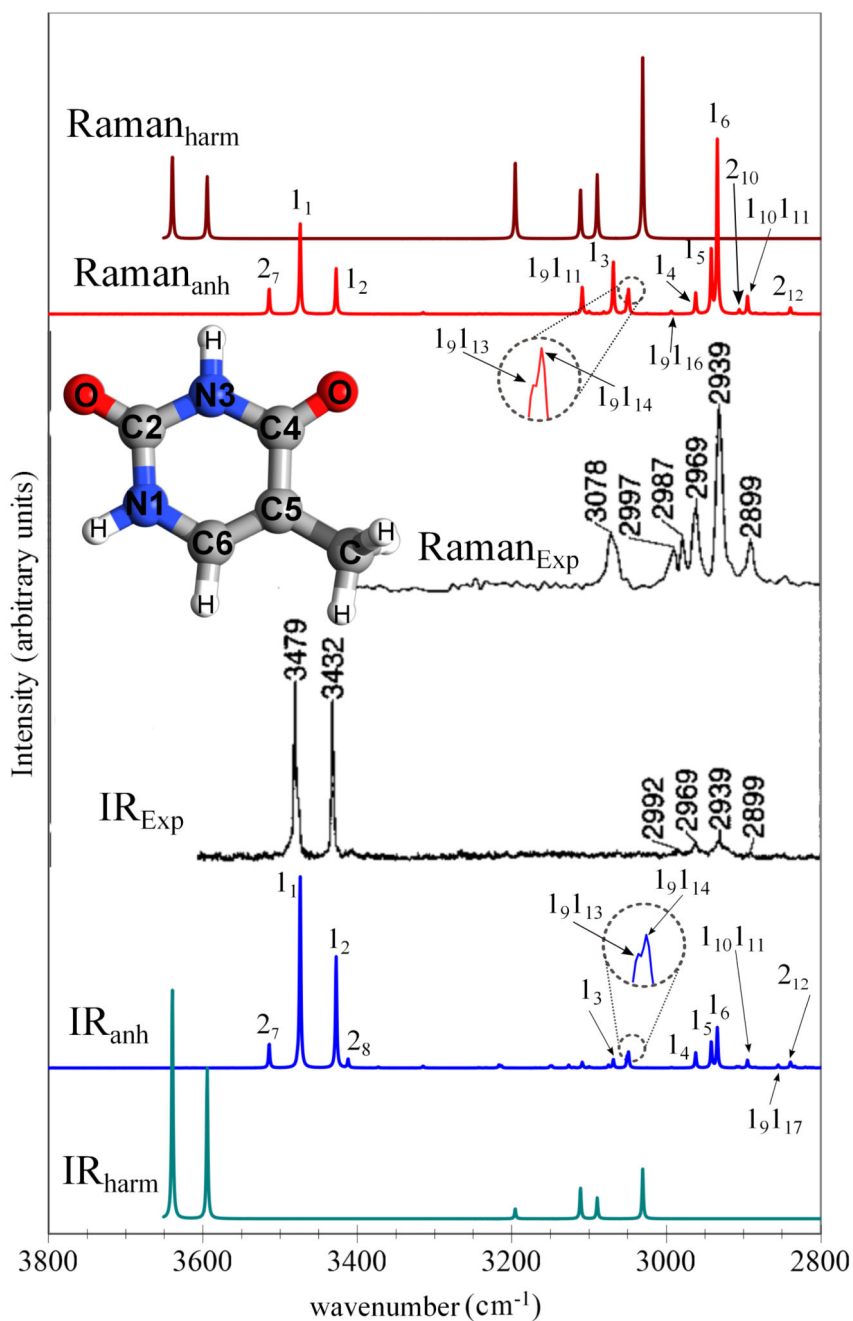 Raman_harm
1_6
2_10
1_10 1_11
1_1
Raman_anh
2_7
1_2
1_9 1_11
1_3
1_4
1_5
2_12
1_9 1_13
1_9 1_14
1_9 1_16
H
O
N3
O
C2
C4
N1
C5
H
C6
C
H
H
H
Raman_Exp
3078
2997
2987
2969
2939
2899
Intensity (arbitrary units)
3479
3432
IR_Exp
2992
2969
2939
2899
1_1
1_2
1_9 1_13
1_9 1_14
1_10 1_11
2_12
IR_anh
2_7
2_8
1_3
1_4
1_5
1_6
1_9 1_17
IR_harm
3800
3600
3400
3200
3000
2800
wavenumber (cm-1)